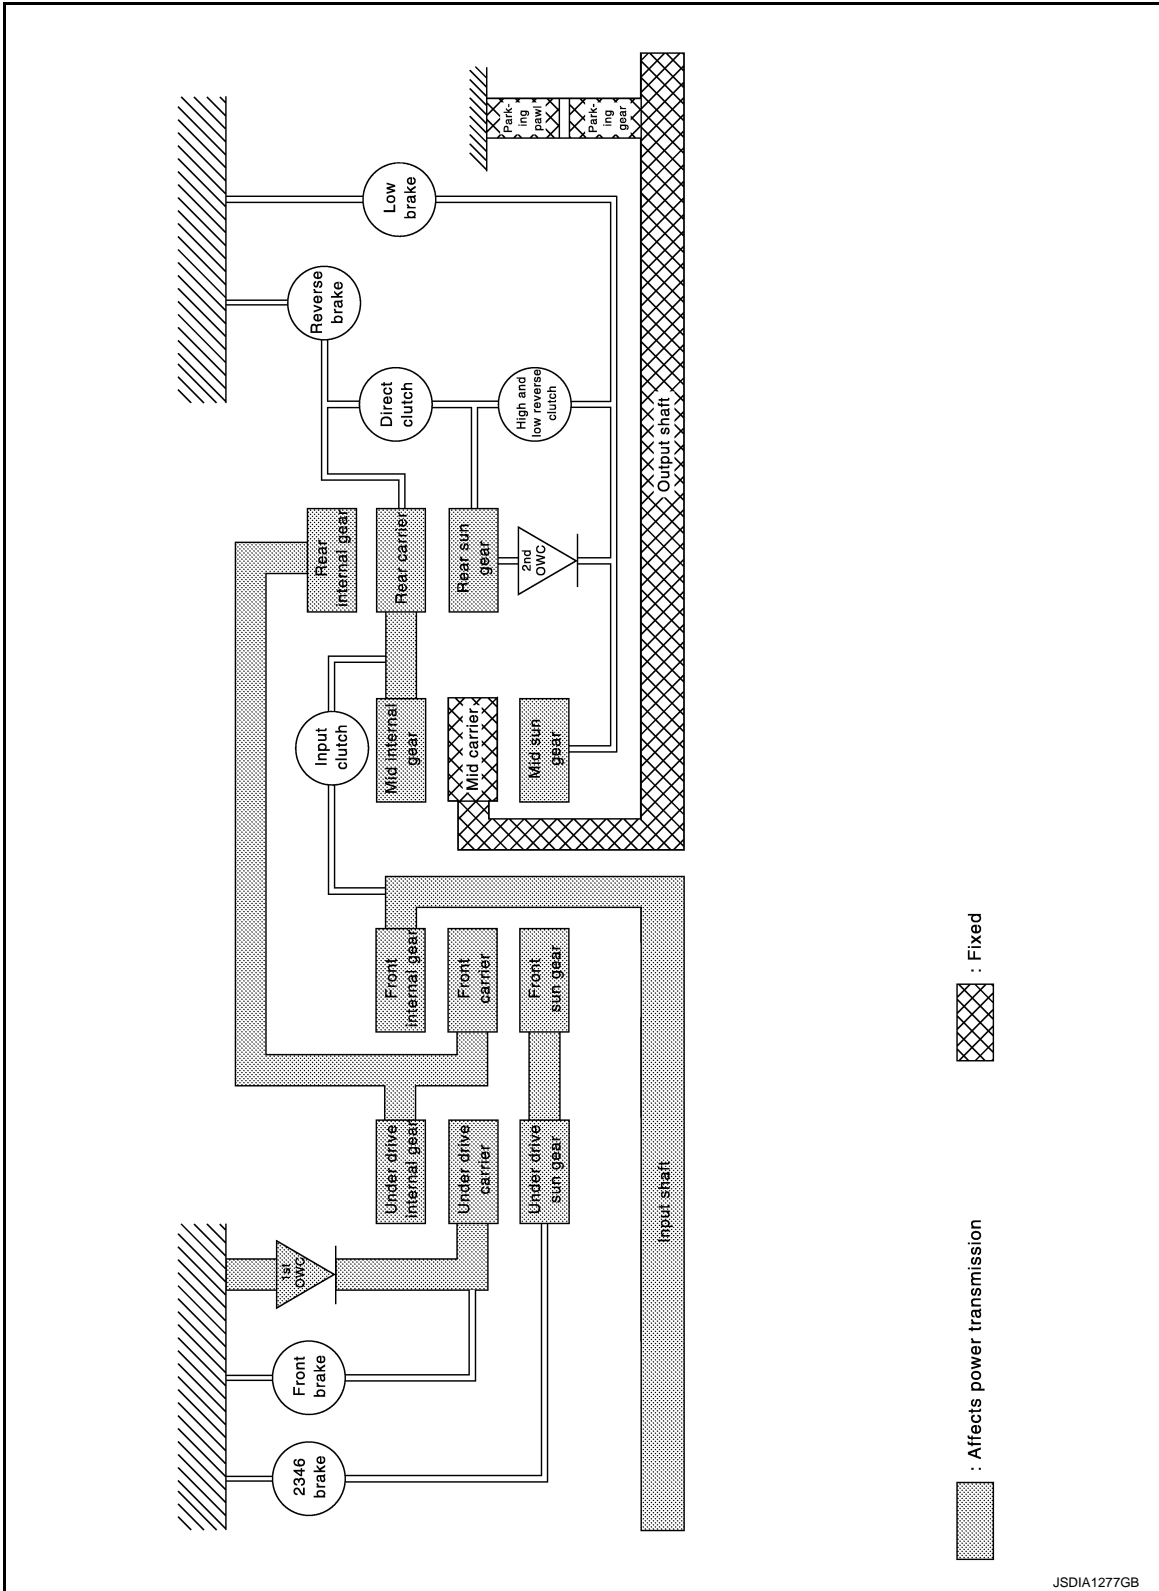 Park-
ing
pawl
Park-
ing
gear
Low
brake
Reverse
brake
Direct
clutch
High and
low reverse
clutch
Output shaft
Rear
internal gear
Rear carrier
Rear sun
gear
2nd
OWC
Input
clutch
Mid internal
gear
Mid carrier
Mid sun
gear
Front
internal gear
Front
carrier
Front
sun gear
Under drive
internal gear
Under drive
carrier
Under drive
sun gear
Input shaft
1st
OWC
Front
brake
2346
brake
: Affects power transmission
: Fixed
JSDIA1277GB